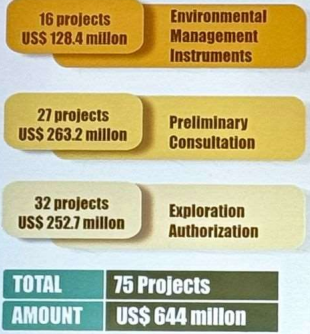 16 projects
US$ 128.4 millon
Environmental
Management
Instruments
27 projects
US$ 263.2 millon
Preliminary
Consultation
32 projects
US$ 252.7 millon
Exploration
Authorization
TOTAL 75 Projects
AMOUNT US$ 644 millon